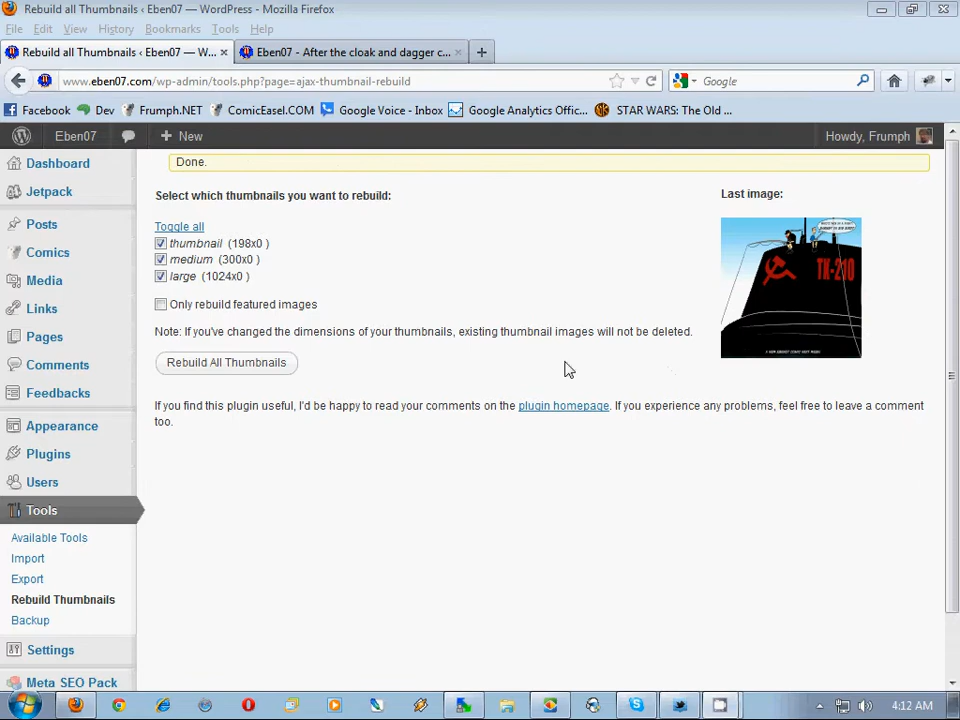 Rebuild all Thumbnails ‹ Eben07 — WordPress - Mozilla Firefox
File Edit View History Bookmarks Tools Help
Rebuild all Thumbnails ‹ Eben07 — W... × Eben07 - After the cloak and dagger c... × +
www.eben07.com/wp-admin/tools.php?page=ajax-thumbnail-rebuild Google
Facebook Dev Frumph.NET ComicEasel.COM Google Voice - Inbox Google Analytics Offic... STAR WARS: The Old ...
Eben07 + New Howdy, Frumph
Dashboard
Jetpack
Posts
Comics
Media
Links
Pages
Comments
Feedbacks
Appearance
Plugins
Users
Tools
Available Tools
Import
Export
Rebuild Thumbnails
Backup
Settings
Meta SEO Pack
Done.
Select which thumbnails you want to rebuild:
Toggle all
thumbnail (198x0 )
medium (300x0 )
large (1024x0 )
Only rebuild featured images
Note: If you've changed the dimensions of your thumbnails, existing thumbnail images will not be deleted.
Rebuild All Thumbnails
If you find this plugin useful, I'd be happy to read your comments on the plugin homepage. If you experience any problems, feel free to leave a comment
too.
Last image:
TK-210
4:12 AM